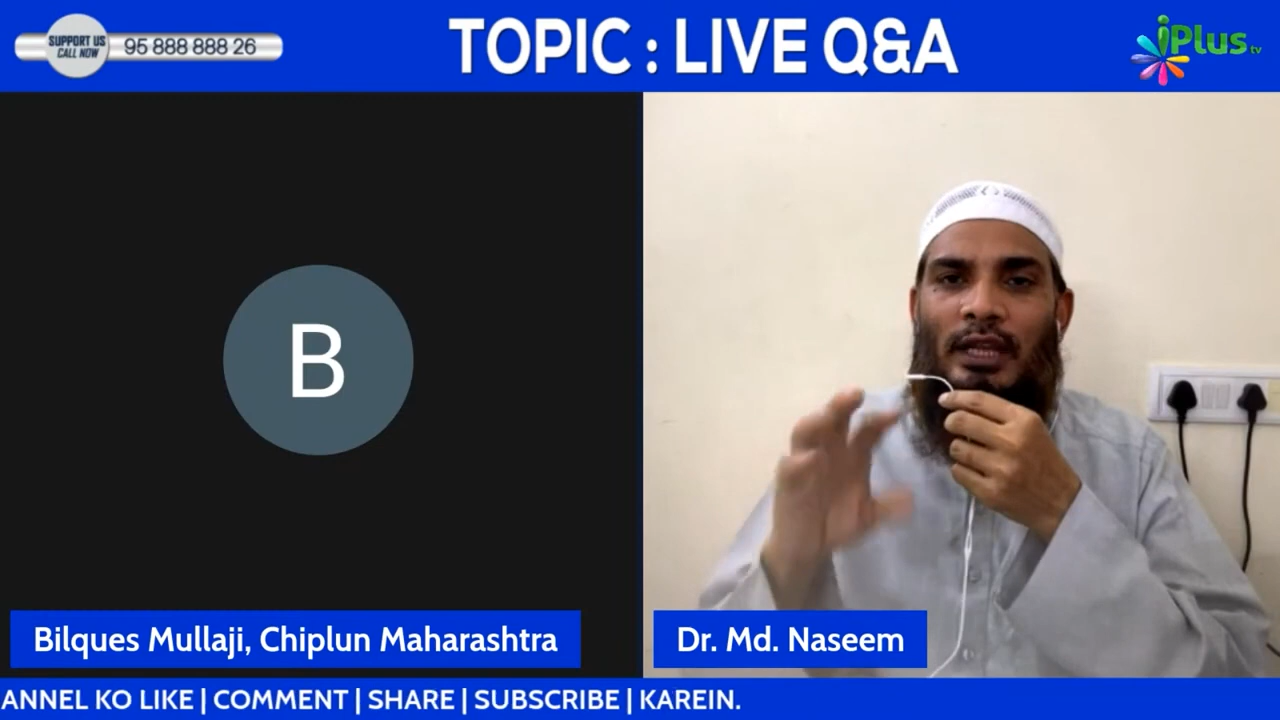 SUPPORT US
CALL NOW
95 888 888 26
TOPIC : LIVE Q&A
iPlus tv
B
Bilques Mullaji, Chiplun Maharashtra
Dr. Md. Naseem
ANNEL KO LIKE | COMMENT | SHARE | SUBSCRIBE | KAREIN.